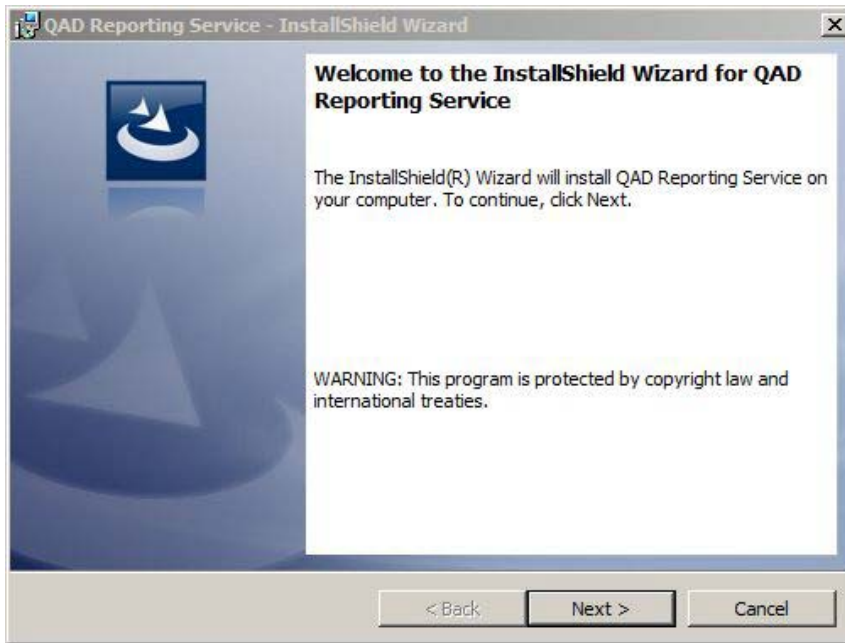 QAD Reporting Service - InstallShield Wizard
Welcome to the InstallShield Wizard for QAD
Reporting Service
The InstallShield(R) Wizard will install QAD Reporting Service on
your computer. To continue, click Next.
WARNING: This program is protected by copyright law and
international treaties.
< Back
Next >
Cancel